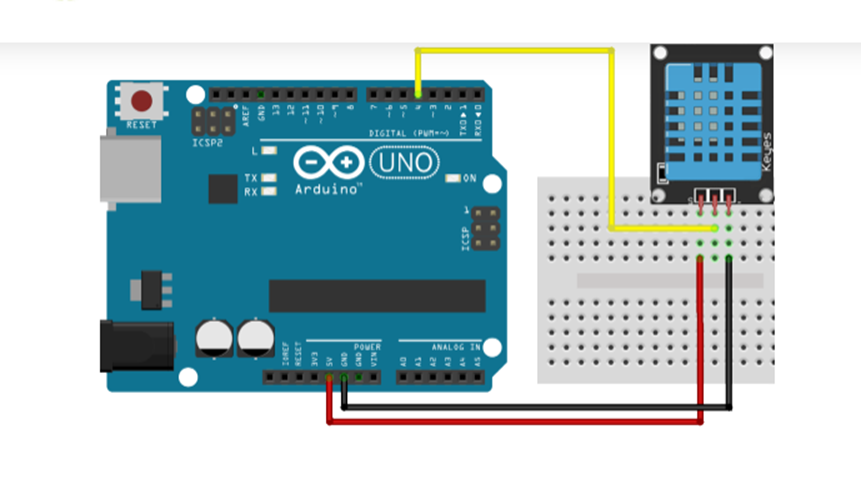 RESET
ICSP2
AREF
GND
13
12
~11
~10
~9
8
7
~6
~5
4
~3
2
TX0►1
RX0◄0
DIGITAL (PWM=~)
L
TX
RX
UNO
Arduino™
ON
1
ICSP
Keyes
S
POWER
ANALOG IN
IOREF
RESET
3V3
5V
GND
GND
VIN
A0
A1
A2
A3
A4
A5